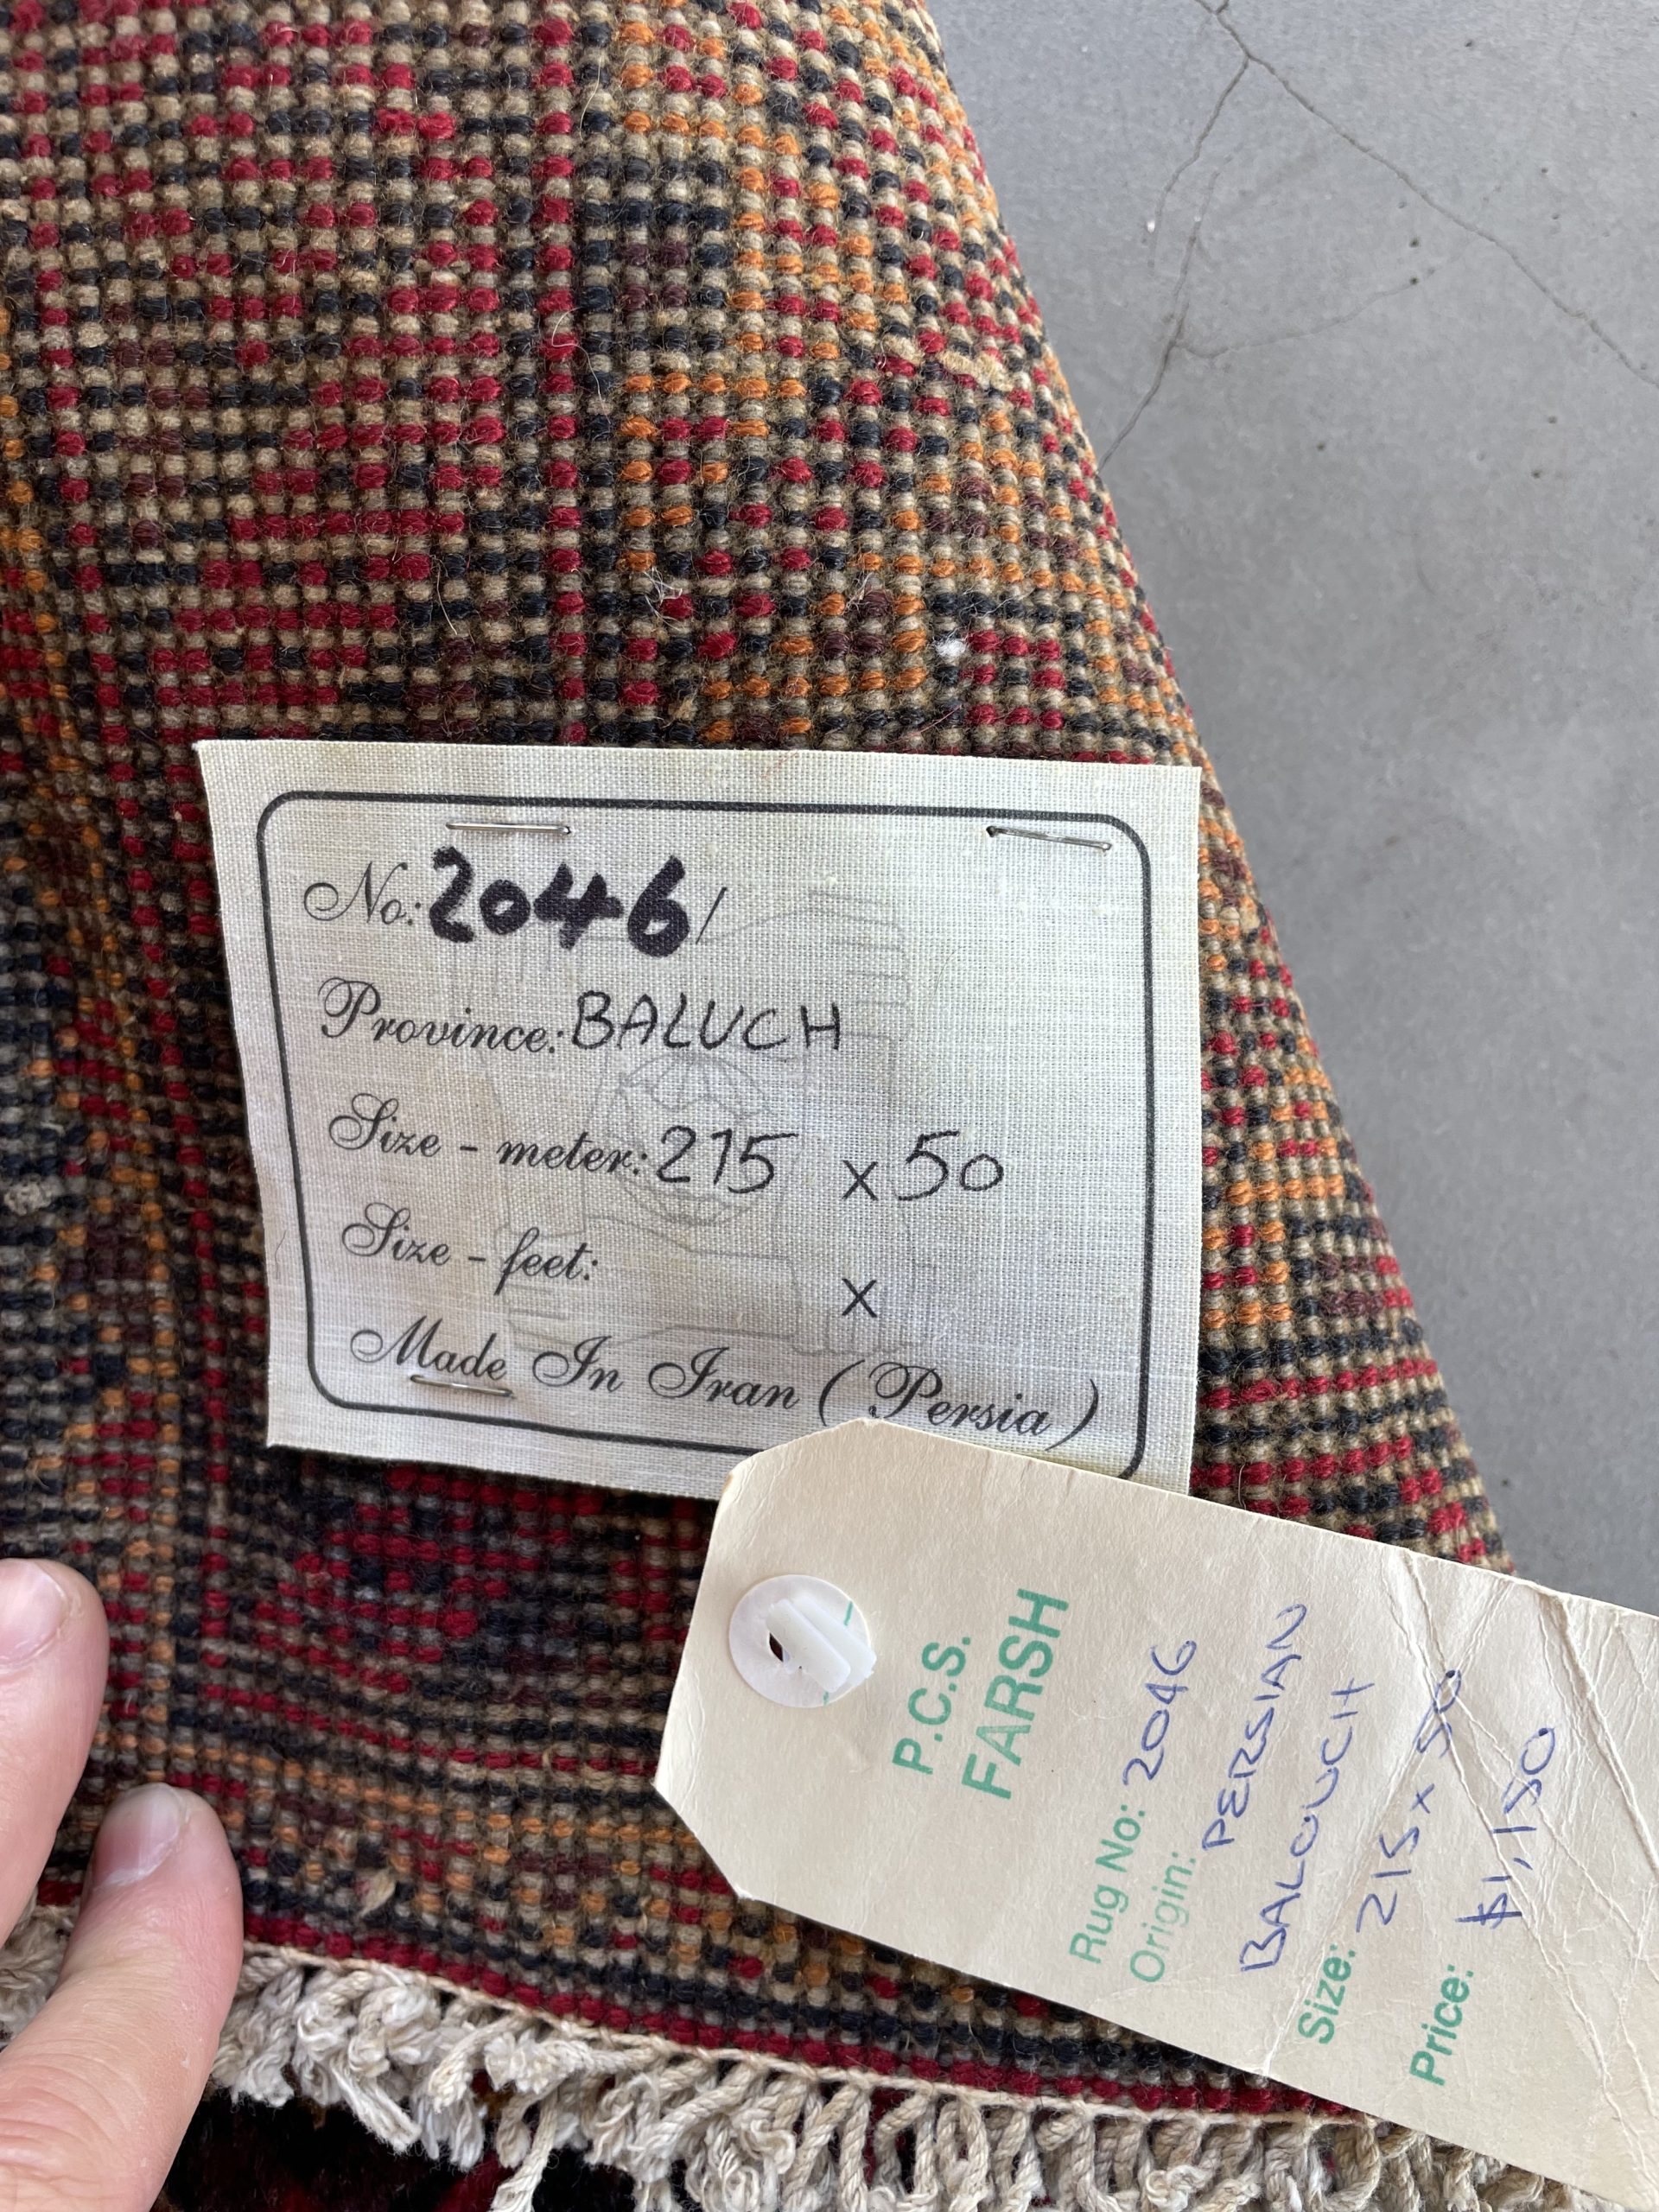 No: 2046/
Province: BALUCH
Size - meter: 215 x 50
Size - feet: x
Made In Iran (Persia)
P.C.S.
FARSH
Rug No: 2046
Origin: PERSIAN
BALOUCH
Size: 215 x 50
Price: $1,150